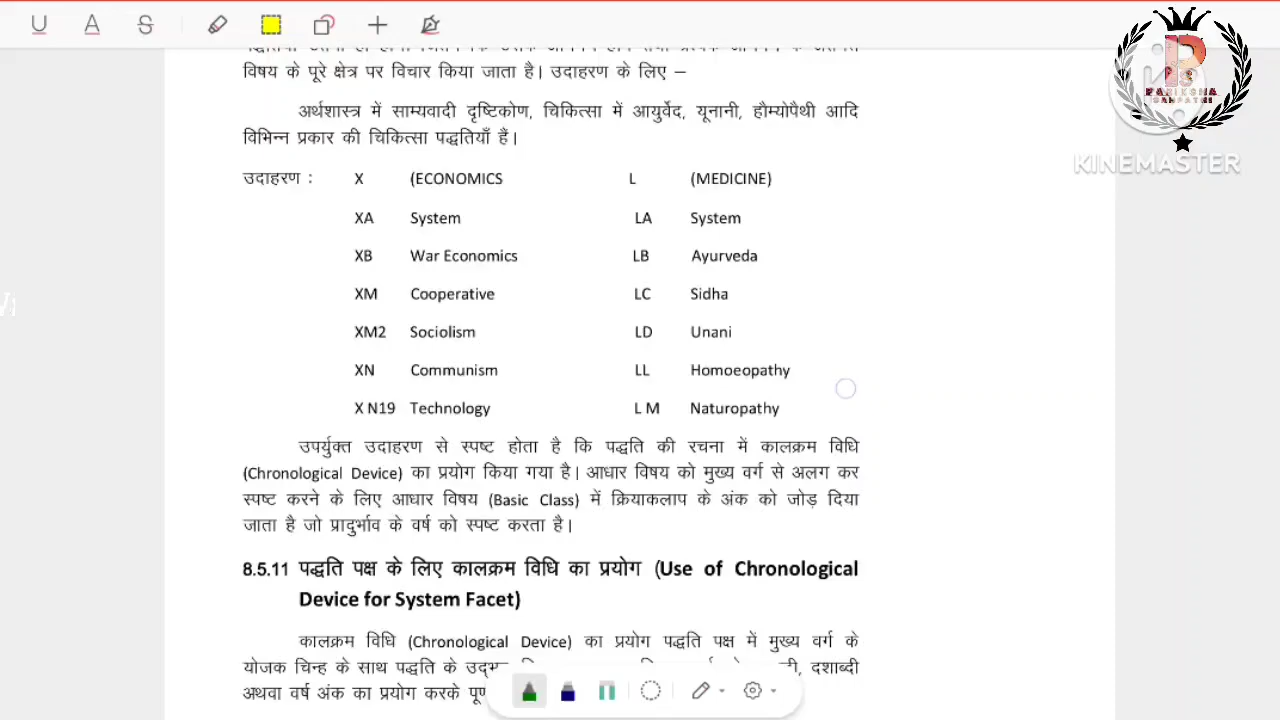 विषय के पूरे क्षेत्र पर विचार किया जाता है। उदाहरण के लिए –
अर्थशास्त्र में साम्यवादी दृष्टिकोण, चिकित्सा में आयुर्वेद, यूनानी, हौम्योपैथी आदि
विभिन्न प्रकार की चिकित्सा पद्धतियाँ हैं।
उदाहरण : X (ECONOMICS L (MEDICINE)
XA System LA System
XB War Economics LB Ayurveda
XM Cooperative LC Sidha
XM2 Sociolism LD Unani
XN Communism LL Homoeopathy
X N19 Technology L M Naturopathy
उपर्युक्त उदाहरण से स्पष्ट होता है कि पद्धति की रचना में कालक्रम विधि
(Chronological Device) का प्रयोग किया गया है। आधार विषय को मुख्य वर्ग से अलग कर
स्पष्ट करने के लिए आधार विषय (Basic Class) में क्रियाकलाप के अंक को जोड़ दिया
जाता है जो प्रादुर्भाव के वर्ष को स्पष्ट करता है।
8.5.11 पद्धति पक्ष के लिए कालक्रम विधि का प्रयोग (Use of Chronological
Device for System Facet)
कालक्रम विधि (Chronological Device) का प्रयोग पद्धति पक्ष में मुख्य वर्ग के
योजक चिन्ह के साथ पद्धति के दशाब्दी
अथवा वर्ष अंक का प्रयोग करके
PARIKSHA
SAHPATHI
KINEMASTER